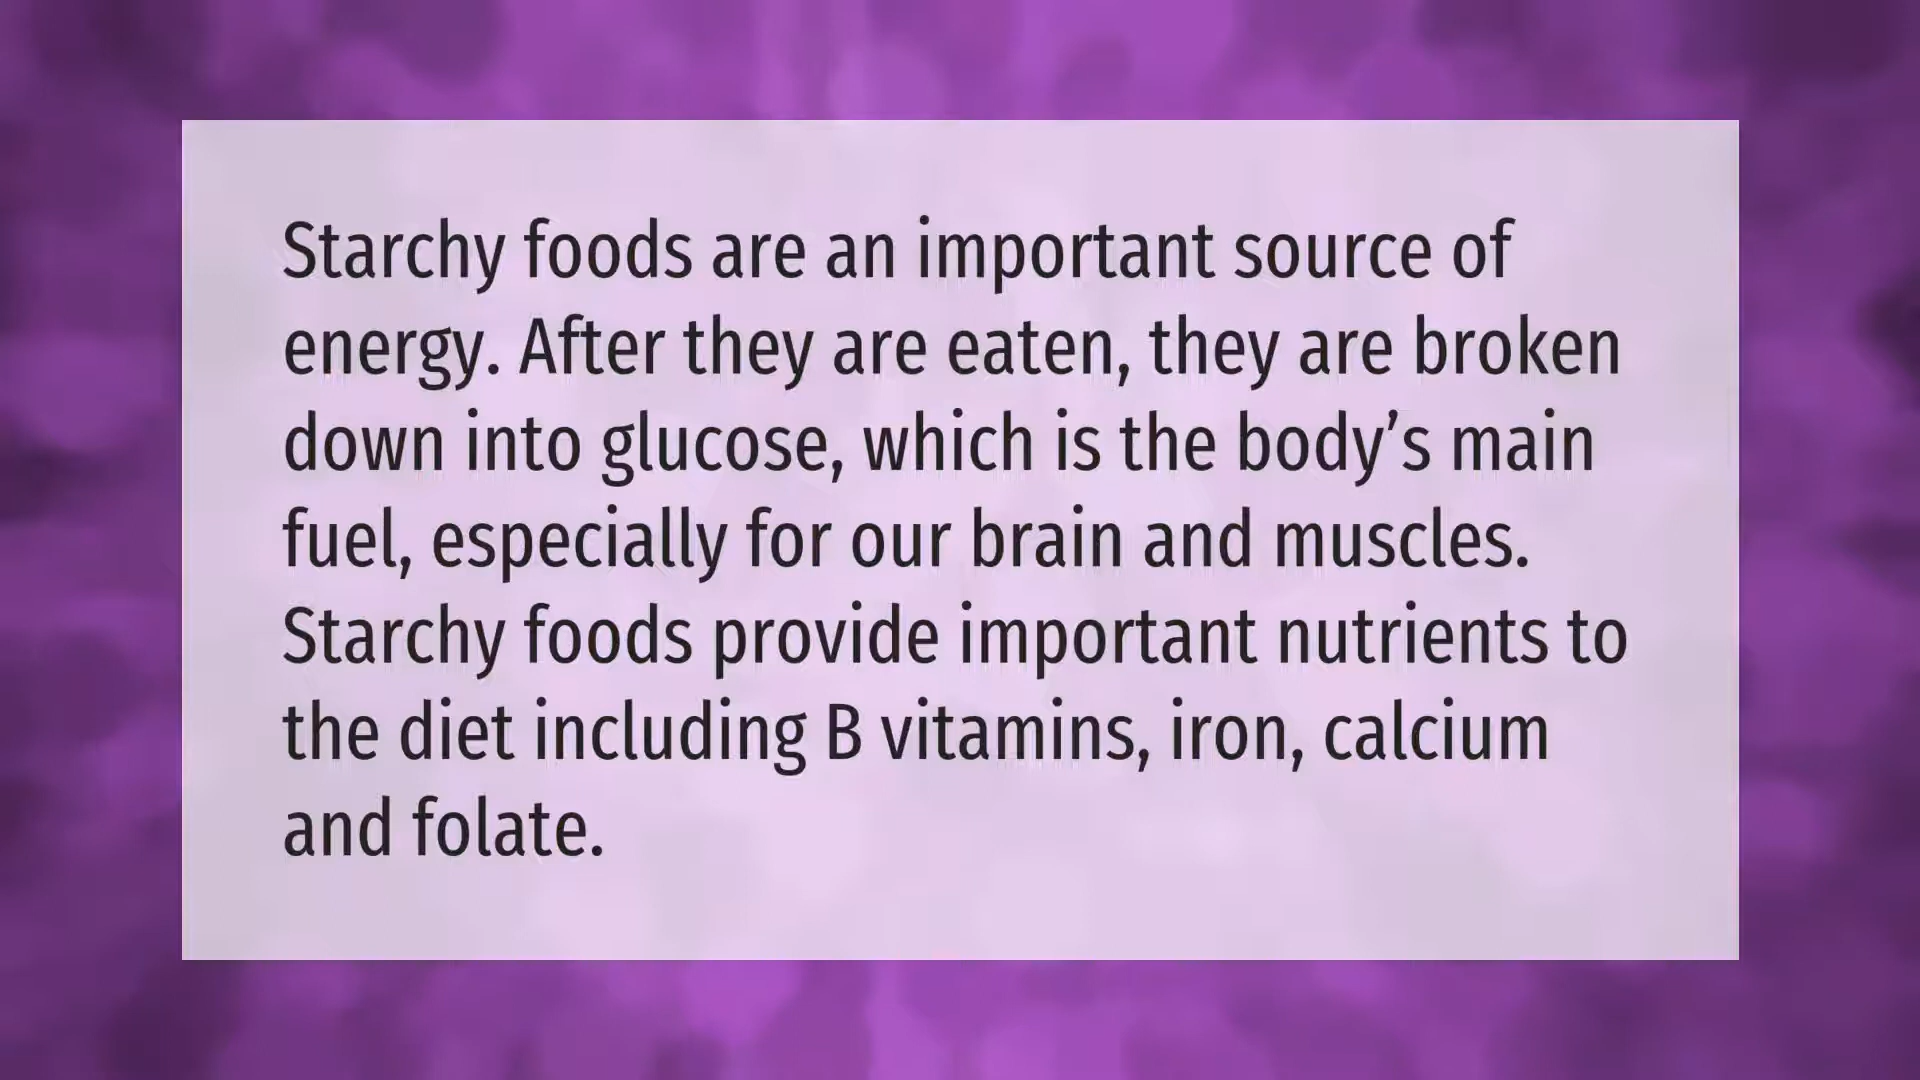 Starchy foods are an important source of
energy. After they are eaten, they are broken
down into glucose, which is the body’s main
fuel, especially for our brain and muscles.
Starchy foods provide important nutrients to
the diet including B vitamins, iron, calcium
and folate.